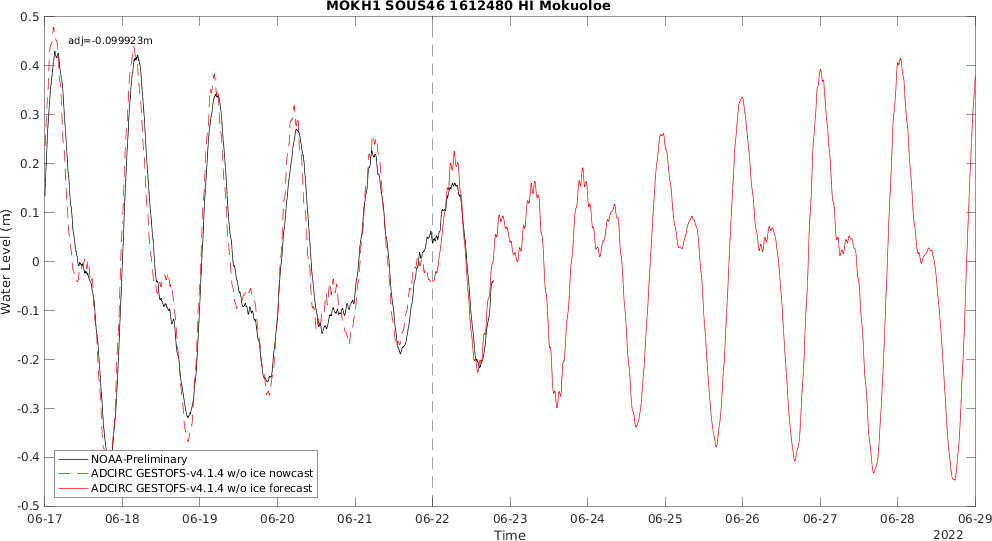 MOKH1 SOUS46 1612480 HI Mokuoloe
adj=-0.099923m
0.5
0.4
0.3
0.2
0.1
0
-0.1
-0.2
-0.3
-0.4
-0.5
Water Level (m)
NOAA-Preliminary
ADCIRC GESTOFS-v4.1.4 w/o ice nowcast
ADCIRC GESTOFS-v4.1.4 w/o ice forecast
06-17 06-18 06-19 06-20 06-21 06-22 06-23 06-24 06-25 06-26 06-27 06-28 06-29
Time
2022